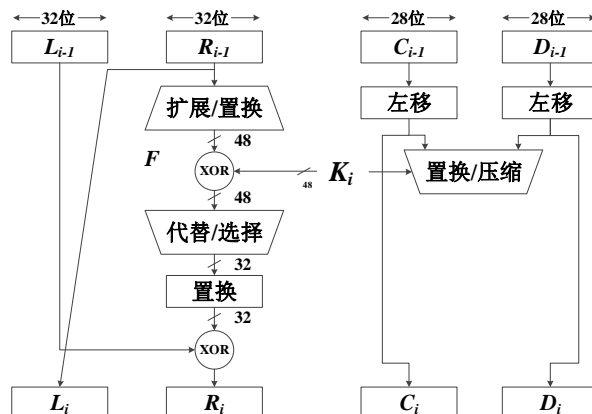 32位 32位 28位 28位
L_{i-1} R_{i-1} C_{i-1} D_{i-1}
扩展/置换 左移 左移
48
F XOR 48 K_i 置换/压缩
48
代替/选择
32
置换
32
XOR
L_i R_i C_i D_i